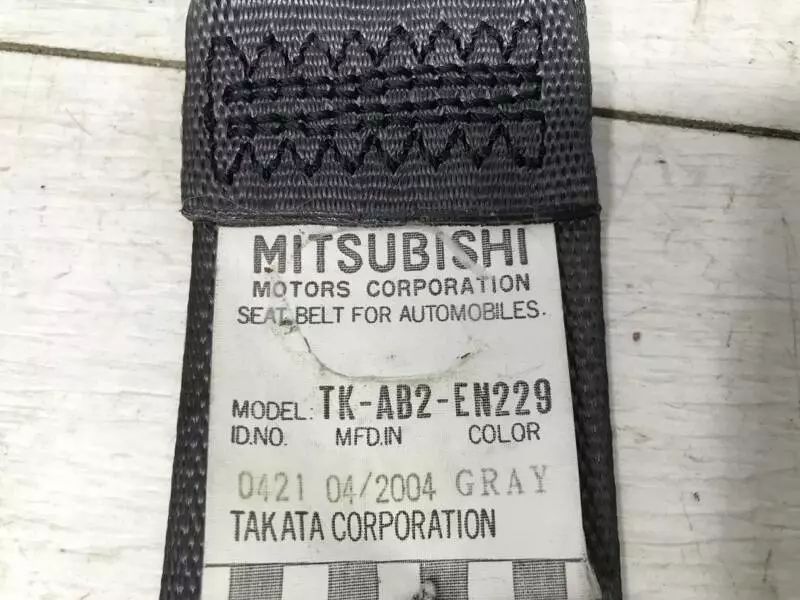 MITSUBISHI
MOTORS CORPORATION
SEAT BELT FOR AUTOMOBILES.
MODEL: TK-AB2-EN229
ID.NO. MFD.IN COLOR
0421 04/2004 GRAY
TAKATA CORPORATION